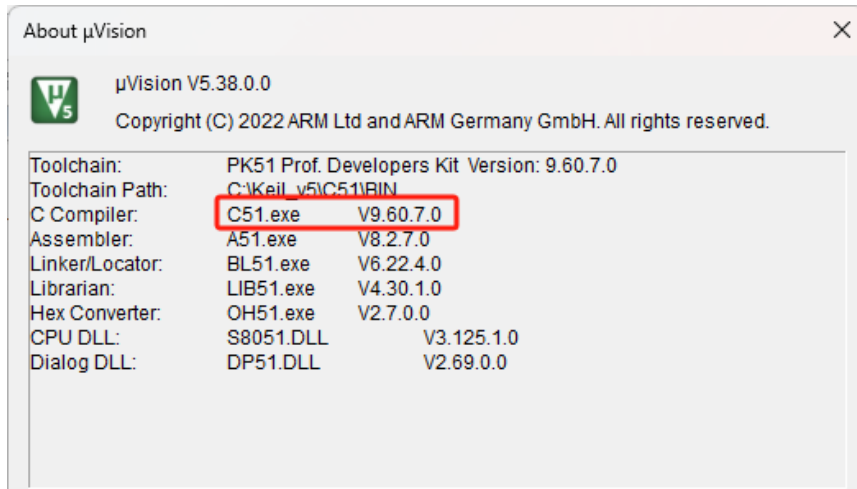 About µVision
µVision V5.38.0.0
Copyright (C) 2022 ARM Ltd and ARM Germany GmbH. All rights reserved.
Toolchain: PK51 Prof. Developers Kit Version: 9.60.7.0
Toolchain Path: C:\Keil_v5\C51\BIN
C Compiler: C51.exe V9.60.7.0
Assembler: A51.exe V8.2.7.0
Linker/Locator: BL51.exe V6.22.4.0
Librarian: LIB51.exe V4.30.1.0
Hex Converter: OH51.exe V2.7.0.0
CPU DLL: S8051.DLL V3.125.1.0
Dialog DLL: DP51.DLL V2.69.0.0